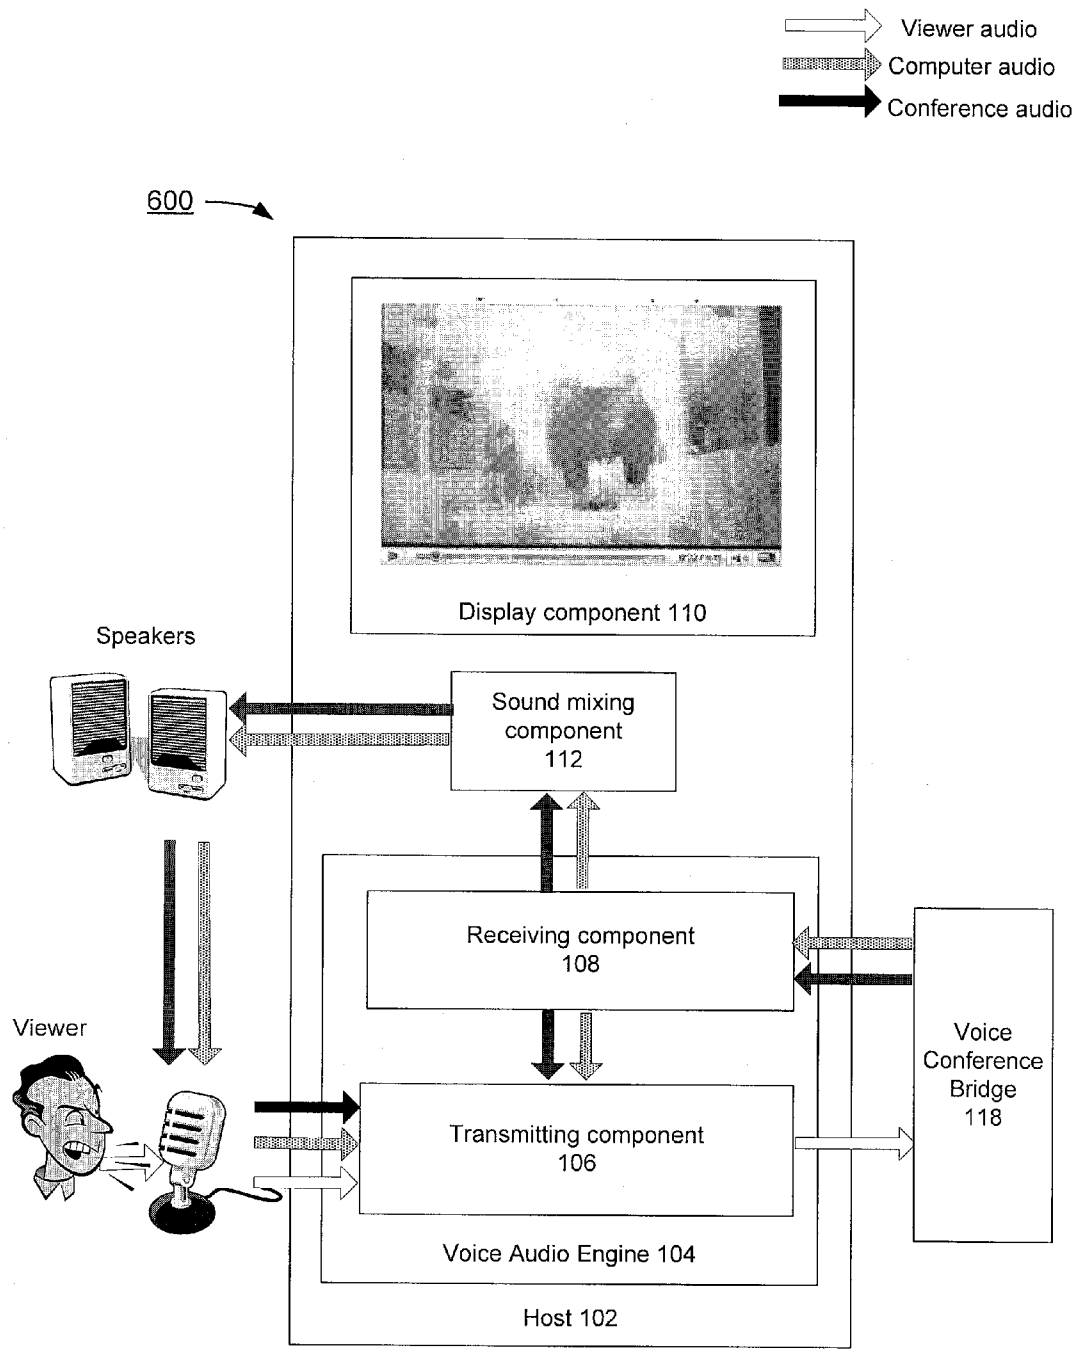 Viewer audio
Computer audio
Conference audio
600
Display component 110
Speakers
Sound mixing
component
112
Receiving component
108
Viewer
Voice
Conference
Bridge
118
Transmitting component
106
Voice Audio Engine 104
Host 102